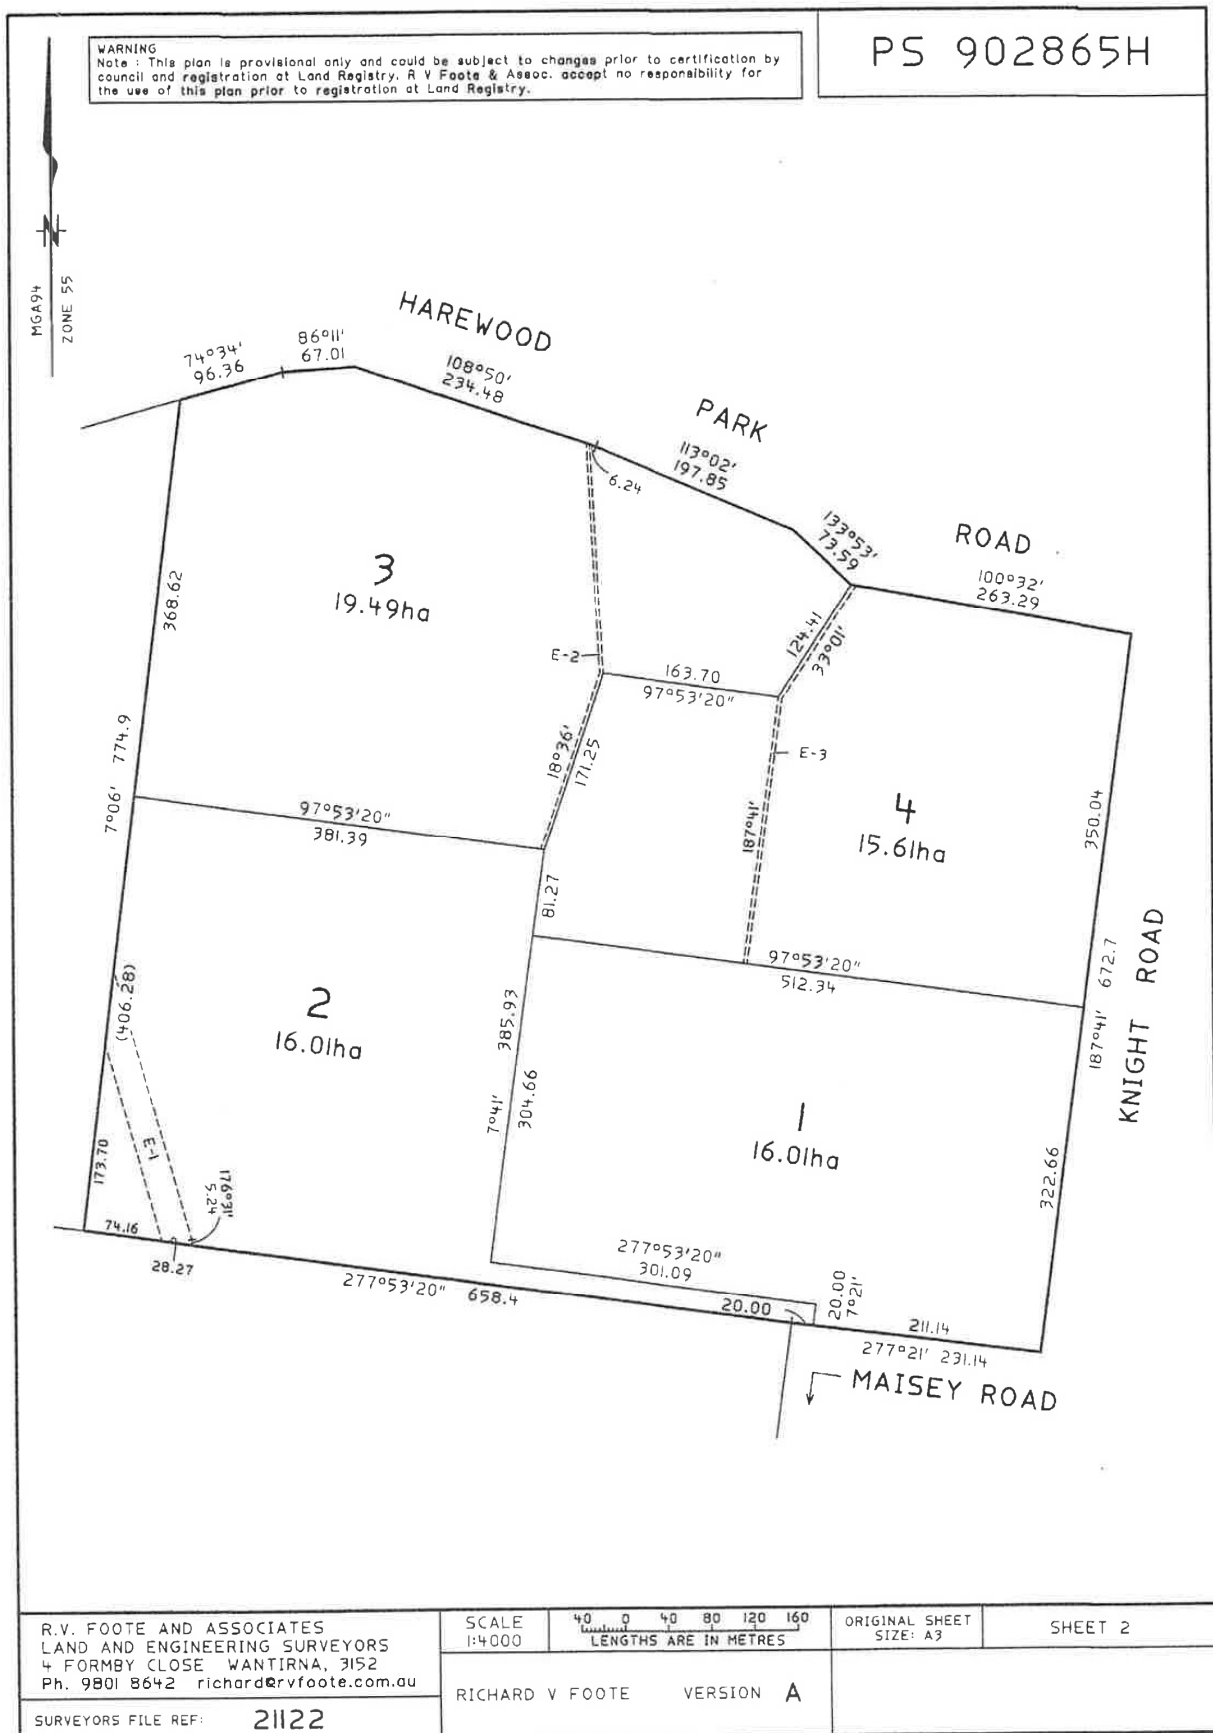 PS 902865H
WARNING
Note : This plan is provisional only and could be subject to changes prior to certification by
council and registration at Land Registry. R V Foote & Assoc. accept no responsibility for
the use of this plan prior to registration at Land Registry.
MGA94
ZONE 55
N
HAREWOOD
PARK
ROAD
74°34'
96.36
86°11'
67.01
108°50'
234.48
113°02'
197.85
6.24
133°53'
73.59
100°32'
263.29
3
19.49ha
368.62
E-2
163.70
97°53'20"
124.41
33°01'
18°36'
171.25
E-3
187°41'
4
15.61ha
350.04
7°06' 774.9
97°53'20"
381.39
81.27
97°53'20"
512.34
187°41' 672.7
KNIGHT ROAD
(406.28)
2
16.01ha
385.93
7°41'
304.66
1
16.01ha
322.66
E-1
173.70
176°31'
5.24
74.16
28.27
277°53'20" 658.4
277°53'20"
301.09
20.00
20.00
7°21'
211.14
277°21' 231.14
MAISEY ROAD
R.V. FOOTE AND ASSOCIATES
LAND AND ENGINEERING SURVEYORS
4 FORMBY CLOSE WANTIRNA, 3152
Ph. 9801 8642 richard@rvfoote.com.au
SURVEYORS FILE REF: 21122
SCALE
1:4000
40 0 40 80 120 160
LENGTHS ARE IN METRES
ORIGINAL SHEET
SIZE: A3
SHEET 2
RICHARD V FOOTE VERSION A